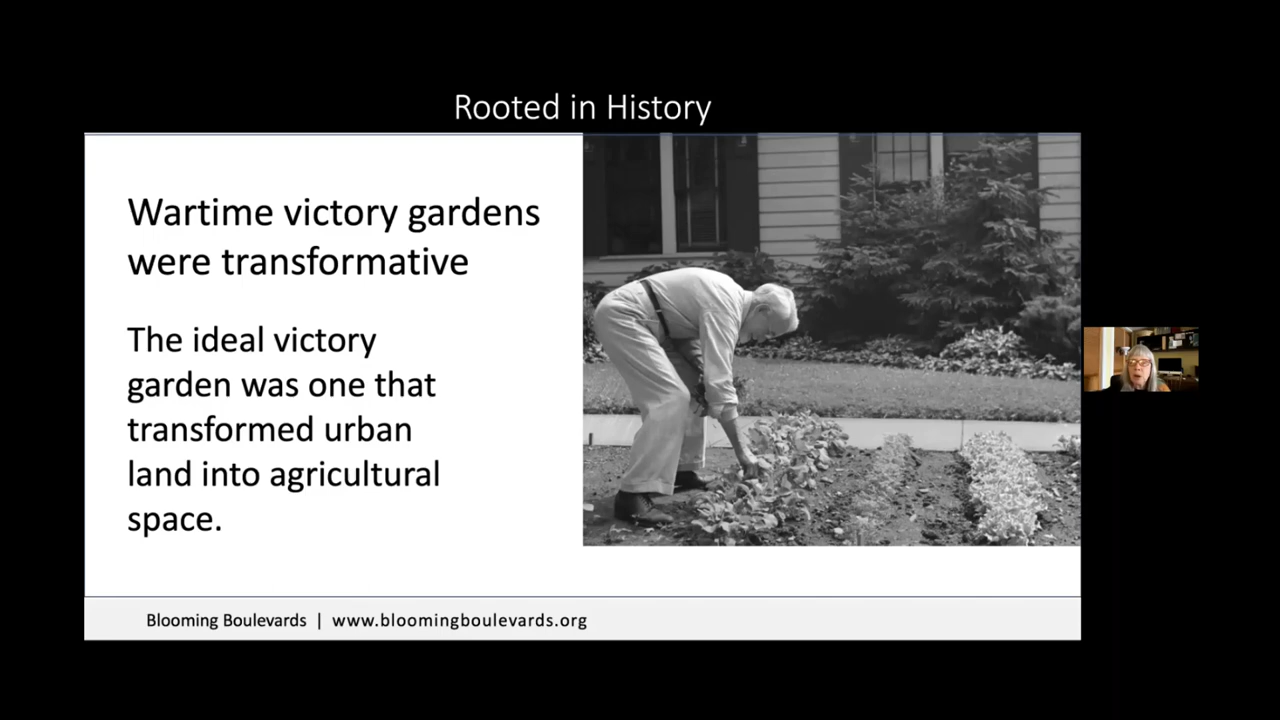 Rooted in History
Wartime victory gardens
were transformative
The ideal victory
garden was one that
transformed urban
land into agricultural
space.
Blooming Boulevards | www.bloomingboulevards.org